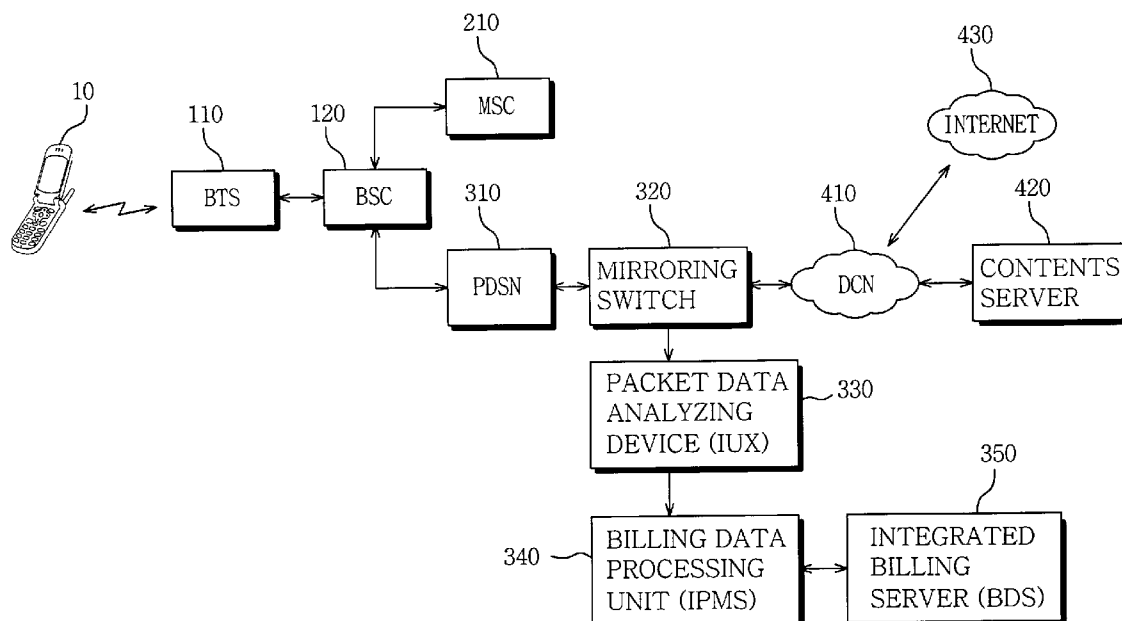 210
430
10
110
120
MSC
INTERNET
310
320
410
420
BTS
BSC
PDSN
MIRRORING
SWITCH
DCN
CONTENTS
SERVER
PACKET DATA
ANALYZING
DEVICE (IUX)
330
350
340
BILLING DATA
PROCESSING
UNIT (IPMS)
INTEGRATED
BILLING
SERVER (BDS)